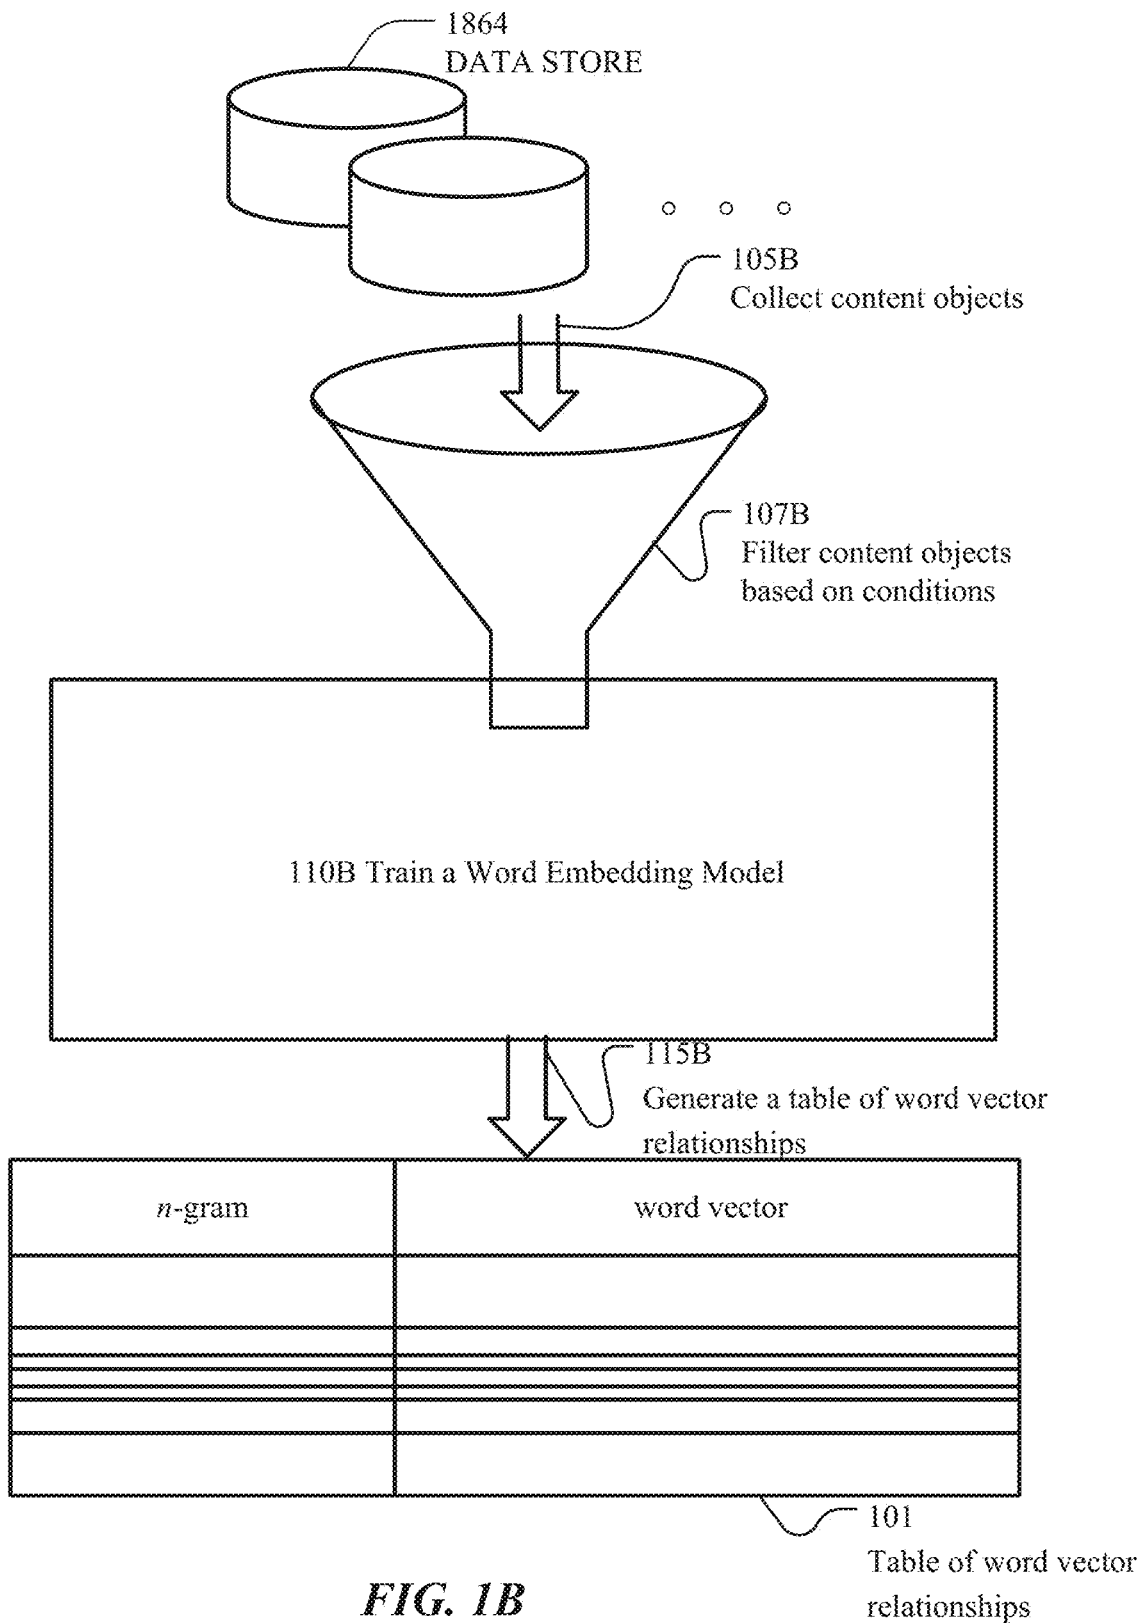 1864
DATA STORE
105B
Collect content objects
107B
Filter content objects
based on conditions
110B Train a Word Embedding Model
115B
Generate a table of word vector
relationships
n-gram
word vector
101
Table of word vector
relationships
FIG. 1B